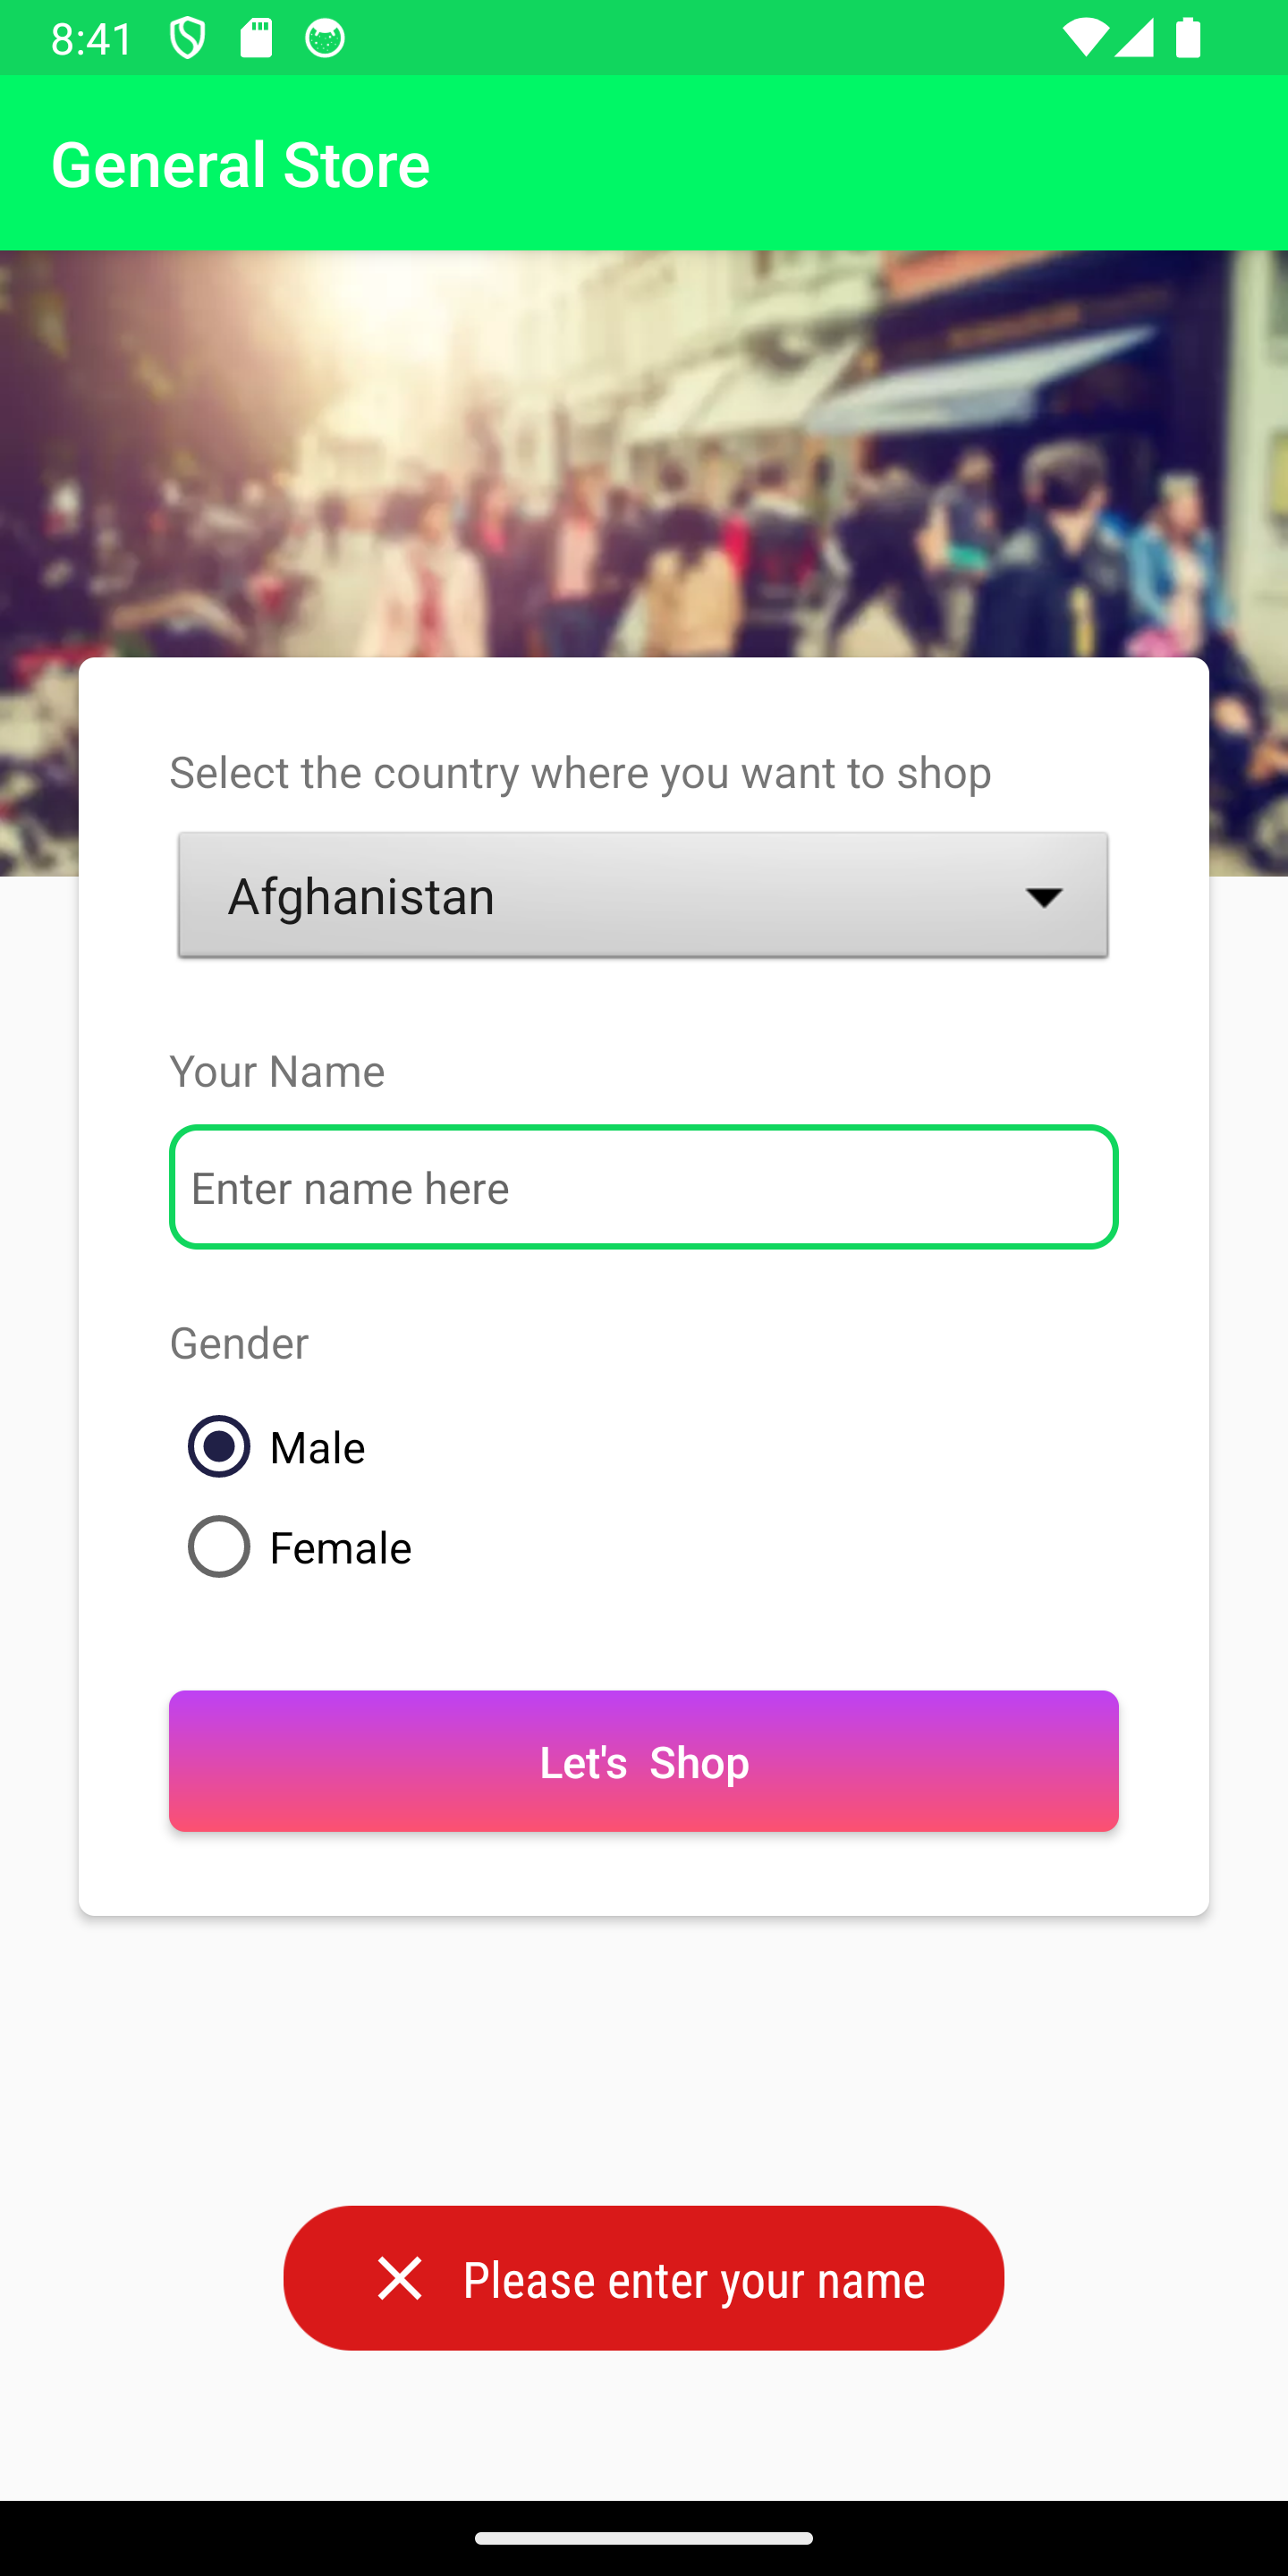 8:41
General Store
Select the country where you want to shop
Afghanistan
Your Name
Enter name here
Gender
Male
Female
Let's  Shop
Please enter your name